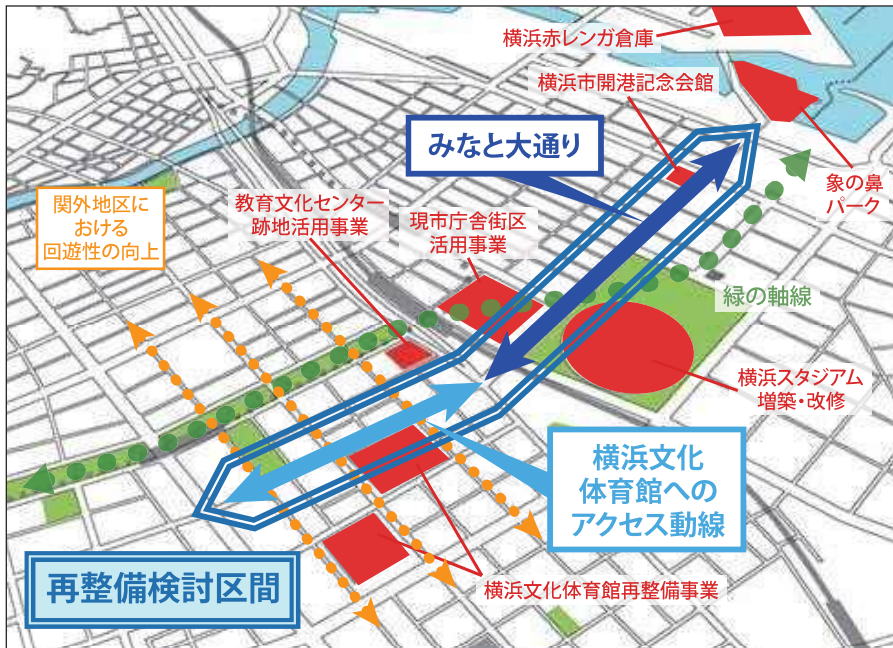 横浜赤レンガ倉庫
横浜市開港記念会館
みなと大通り
象の鼻
パーク
関外地区に
おける
回遊性の向上
教育文化センター
跡地活用事業
現市庁舎街区
活用事業
緑の軸線
横浜スタジアム
増築・改修
横浜文化
体育館への
アクセス動線
再整備検討区間
横浜文化体育館再整備事業